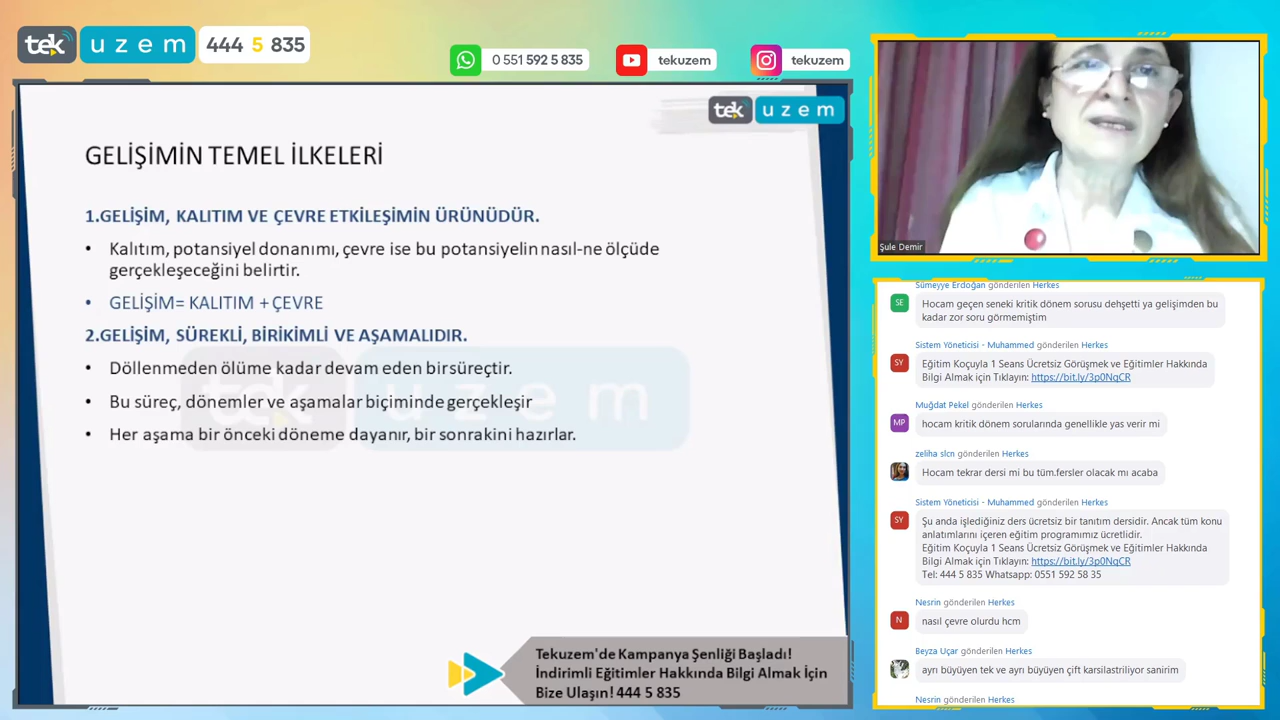 tek uzem 444 5 835
0 551 592 5 835
tekuzem
tekuzem
tek uzem
GELİŞİMİN TEMEL İLKELERİ
1.GELİŞİM, KALITIM VE ÇEVRE ETKİLEŞİMİN ÜRÜNÜDÜR.
• Kalıtım, potansiyel donanımı, çevre ise bu potansiyelin nasıl-ne ölçüde
gerçekleşeceğini belirtir.
• GELİŞİM= KALITIM + ÇEVRE
2.GELİŞİM, SÜREKLİ, BİRİKİMLİ VE AŞAMALIDIR.
• Döllenmeden ölüme kadar devam eden bir süreçtir.
• Bu süreç, dönemler ve aşamalar biçiminde gerçekleşir
• Her aşama bir önceki döneme dayanır, bir sonrakini hazırlar.
tek uzem
Tekuzem'de Kampanya Şenliği Başladı!
İndirimli Eğitimler Hakkında Bilgi Almak İçin
Bize Ulaşın! 444 5 835
Şule Demir
Sümeyye Erdoğan gönderilen Herkes
SE
Hocam geçen seneki kritik dönem sorusu dehşetti ya gelişimden bu
kadar zor soru görmemiştim
Sistem Yöneticisi - Muhammed gönderilen Herkes
SY
Eğitim Koçuyla 1 Seans Ücretsiz Görüşmek ve Eğitimler Hakkında
Bilgi Almak için Tıklayın: https://bit.ly/3p0NqCR
Muğdat Pekel gönderilen Herkes
MP
hocam kritik dönem sorularında genellikle yas verir mi
zeliha slcn gönderilen Herkes
Hocam tekrar dersi mi bu tüm.fersler olacak mı acaba
Sistem Yöneticisi - Muhammed gönderilen Herkes
SY
Şu anda işlediğiniz ders ücretsiz bir tanıtım dersidir. Ancak tüm konu
anlatımlarını içeren eğitim programımız ücretlidir.
Eğitim Koçuyla 1 Seans Ücretsiz Görüşmek ve Eğitimler Hakkında
Bilgi Almak için Tıklayın: https://bit.ly/3p0NqCR
Tel: 444 5 835 Whatsapp: 0551 592 58 35
Nesrin gönderilen Herkes
N
nasıl çevre olurdu hcm
Beyza Uçar gönderilen Herkes
ayrı büyüyen tek ve ayrı büyüyen çift karsilastriliyor sanirim
Nesrin gönderilen Herkes